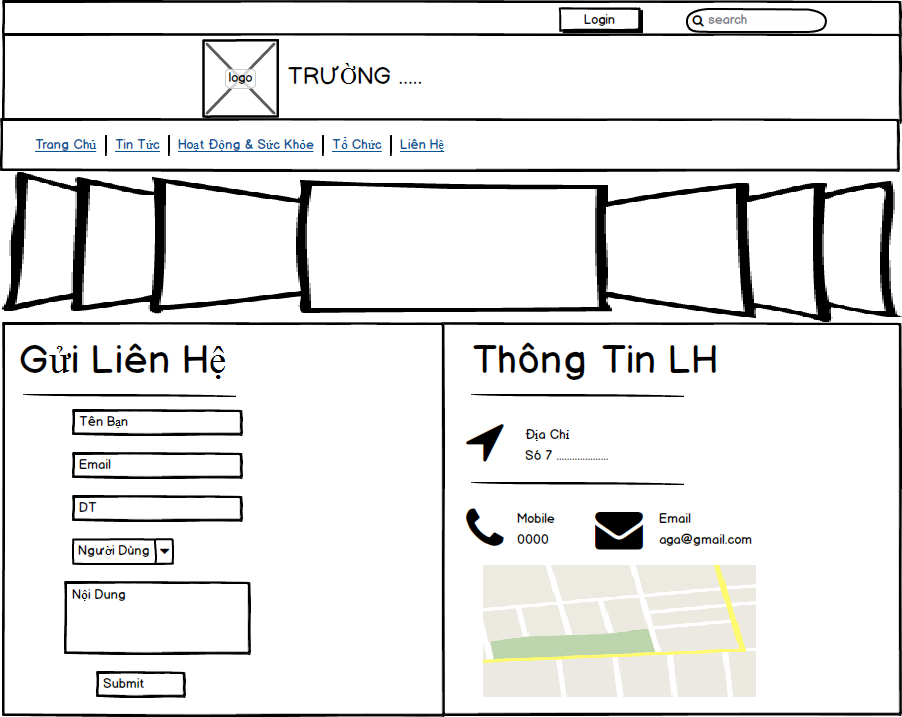 Login
search
logo
TRƯỜNG .....
Trang Chủ
Tin Tức
Hoạt Động & Sức Khỏe
Tổ Chức
Liên Hệ
Gửi Liên Hệ
Tên Bạn
Email
DT
Người Dùng
Nội Dung
Submit
Thông Tin LH
Địa Chỉ
Số 7 ....................
Mobile
0000
Email
aga@gmail.com